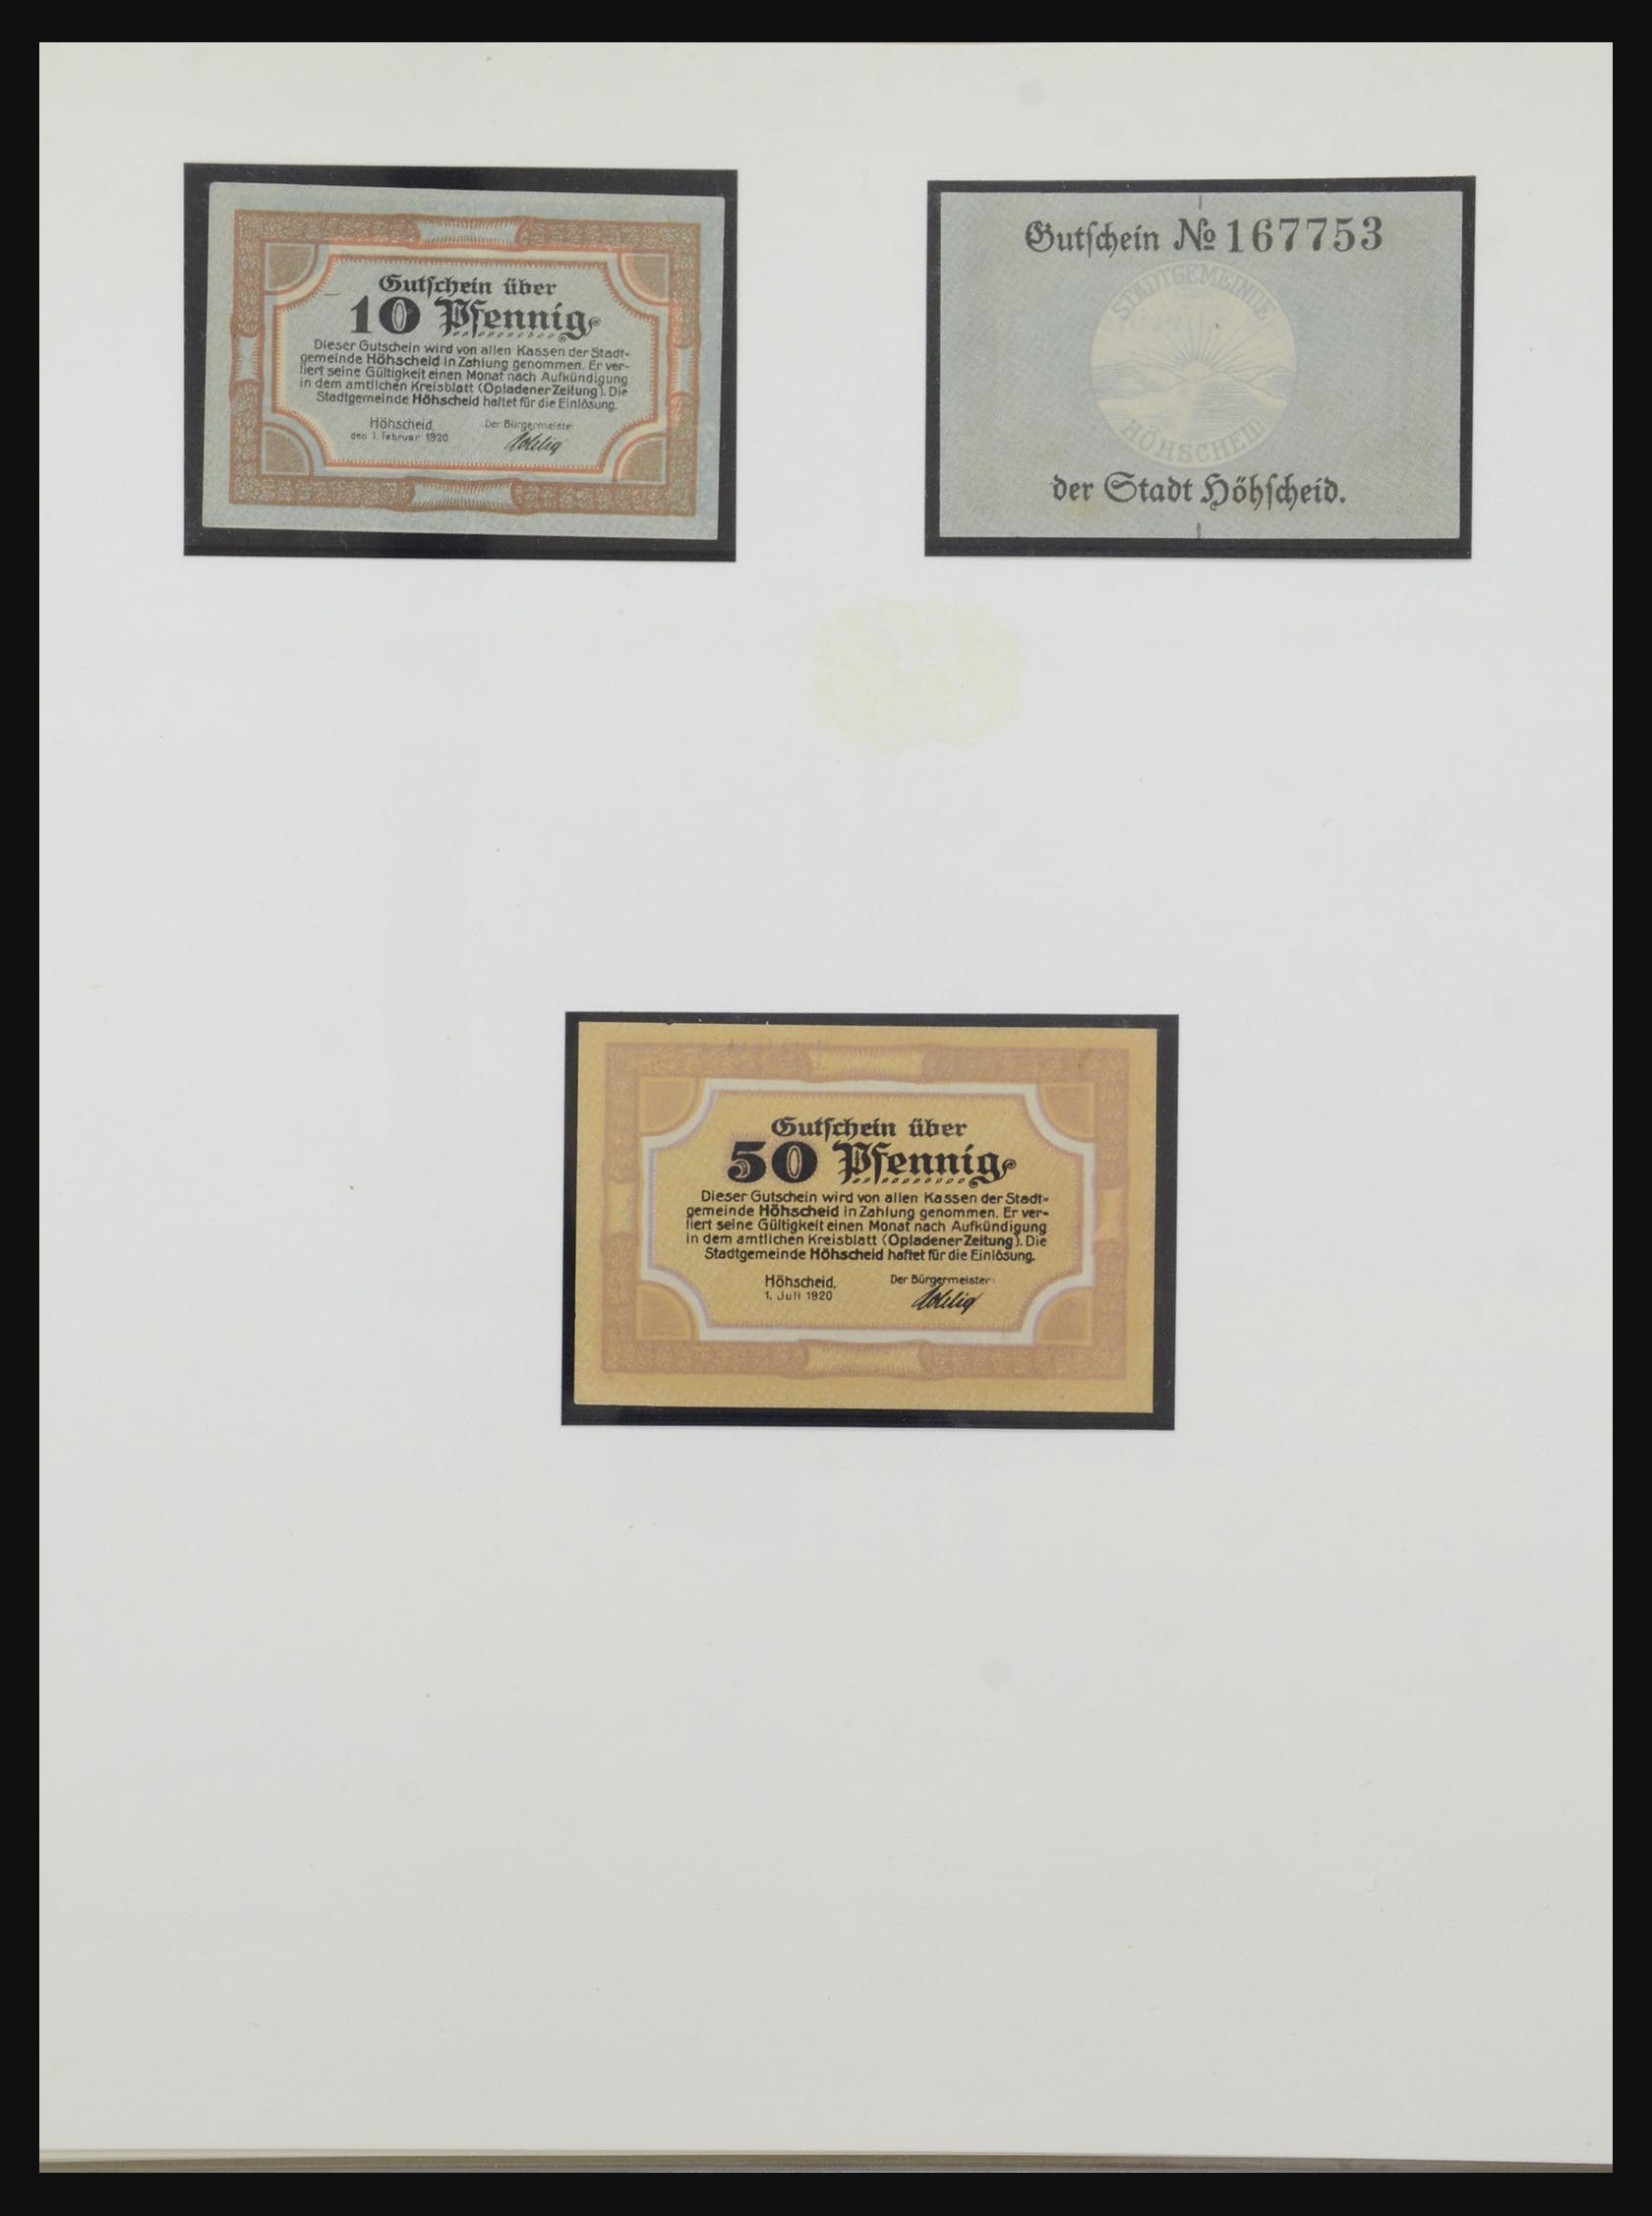 Gutschein über
10 Pfennig
Dieser Gutschein wird von allen Kassen der Stadt-
gemeinde Höhscheid in Zahlung genommen. Er ver-
liert seine Gültigkeit einen Monat nach Aufkündigung
in dem amtlichen Kreisblatt (Opladener Zeitung). Die
Stadtgemeinde Höhscheid haftet für die Einlösung.
Höhscheid, Der Bürgermeister
den 1. Februar 1920
Gutschein № 167753
STADTGEMEINDE
HÖHSCHEID
der Stadt Höhscheid.
Gutschein über
50 Pfennig
Dieser Gutschein wird von allen Kassen der Stadt-
gemeinde Höhscheid in Zahlung genommen. Er ver-
liert seine Gültigkeit einen Monat nach Aufkündigung
in dem amtlichen Kreisblatt (Opladener Zeitung). Die
Stadtgemeinde Höhscheid haftet für die Einlösung.
Höhscheid, Der Bürgermeister:
1. Juli 1920